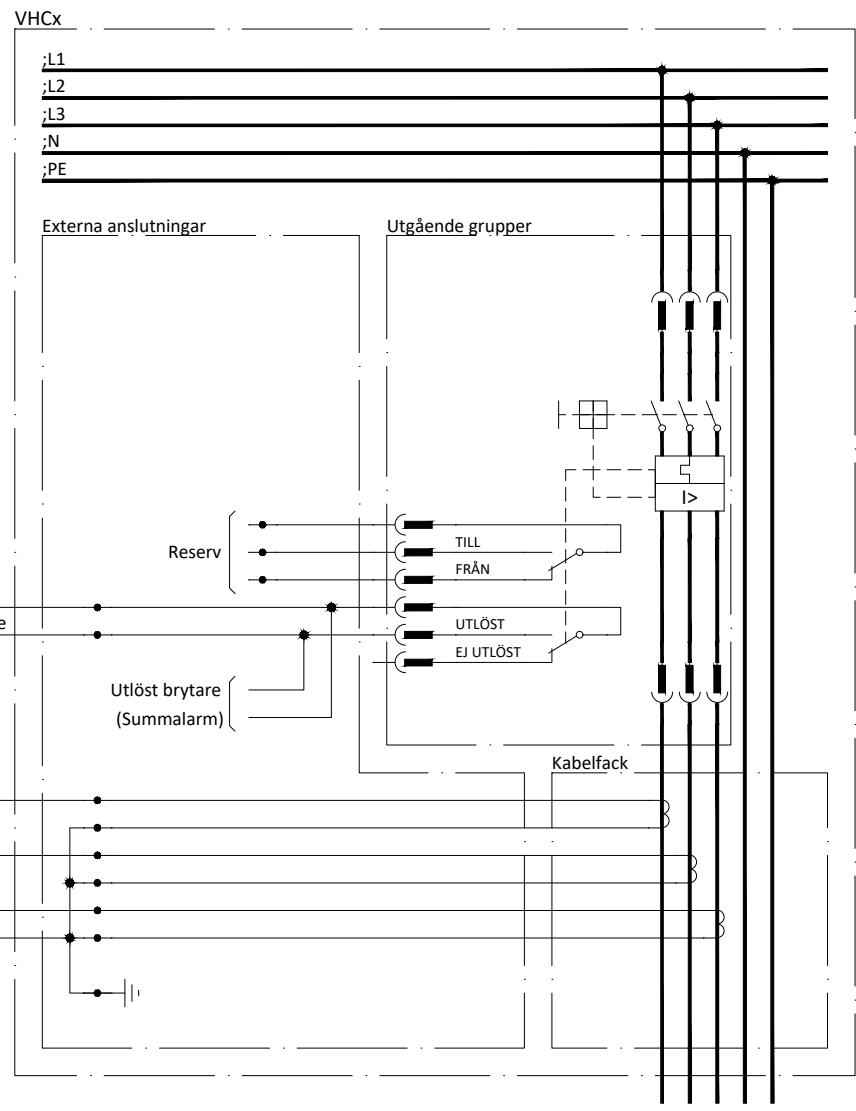 VHCx
;L1
;L2
;L3
;N
;PE
Externa anslutningar
Utgående grupper
I>
Reserv
TILL
FRÅN
e
UTLÖST
EJ UTLÖST
Utlöst brytare
(Summalarm)
Kabelfack